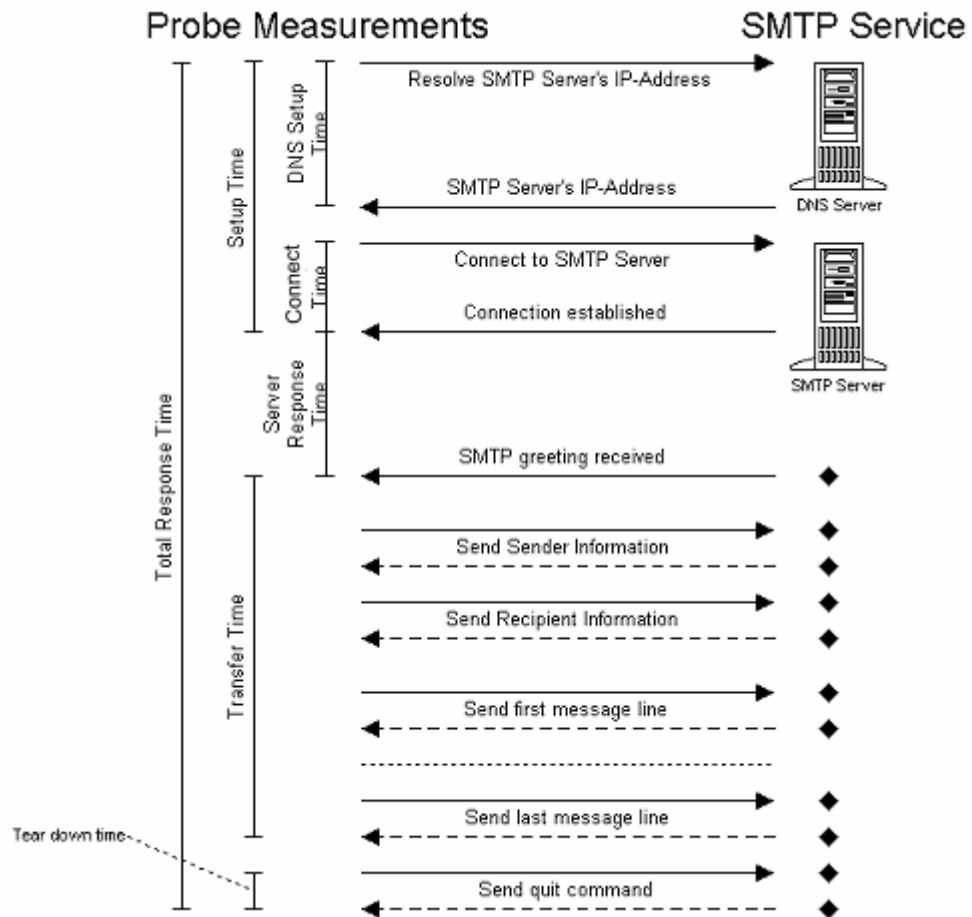 Probe Measurements
SMTP Service
Resolve SMTP Server's IP-Address
DNS Setup
Time
Setup Time
SMTP Server's IP-Address
DNS Server
Connect to SMTP Server
Connect
Time
Connection established
SMTP Server
Server
Response
Time
Total Response Time
SMTP greeting received
Send Sender Information
Send Recipient Information
Transfer Time
Send first message line
Send last message line
Tear down time
Send quit command